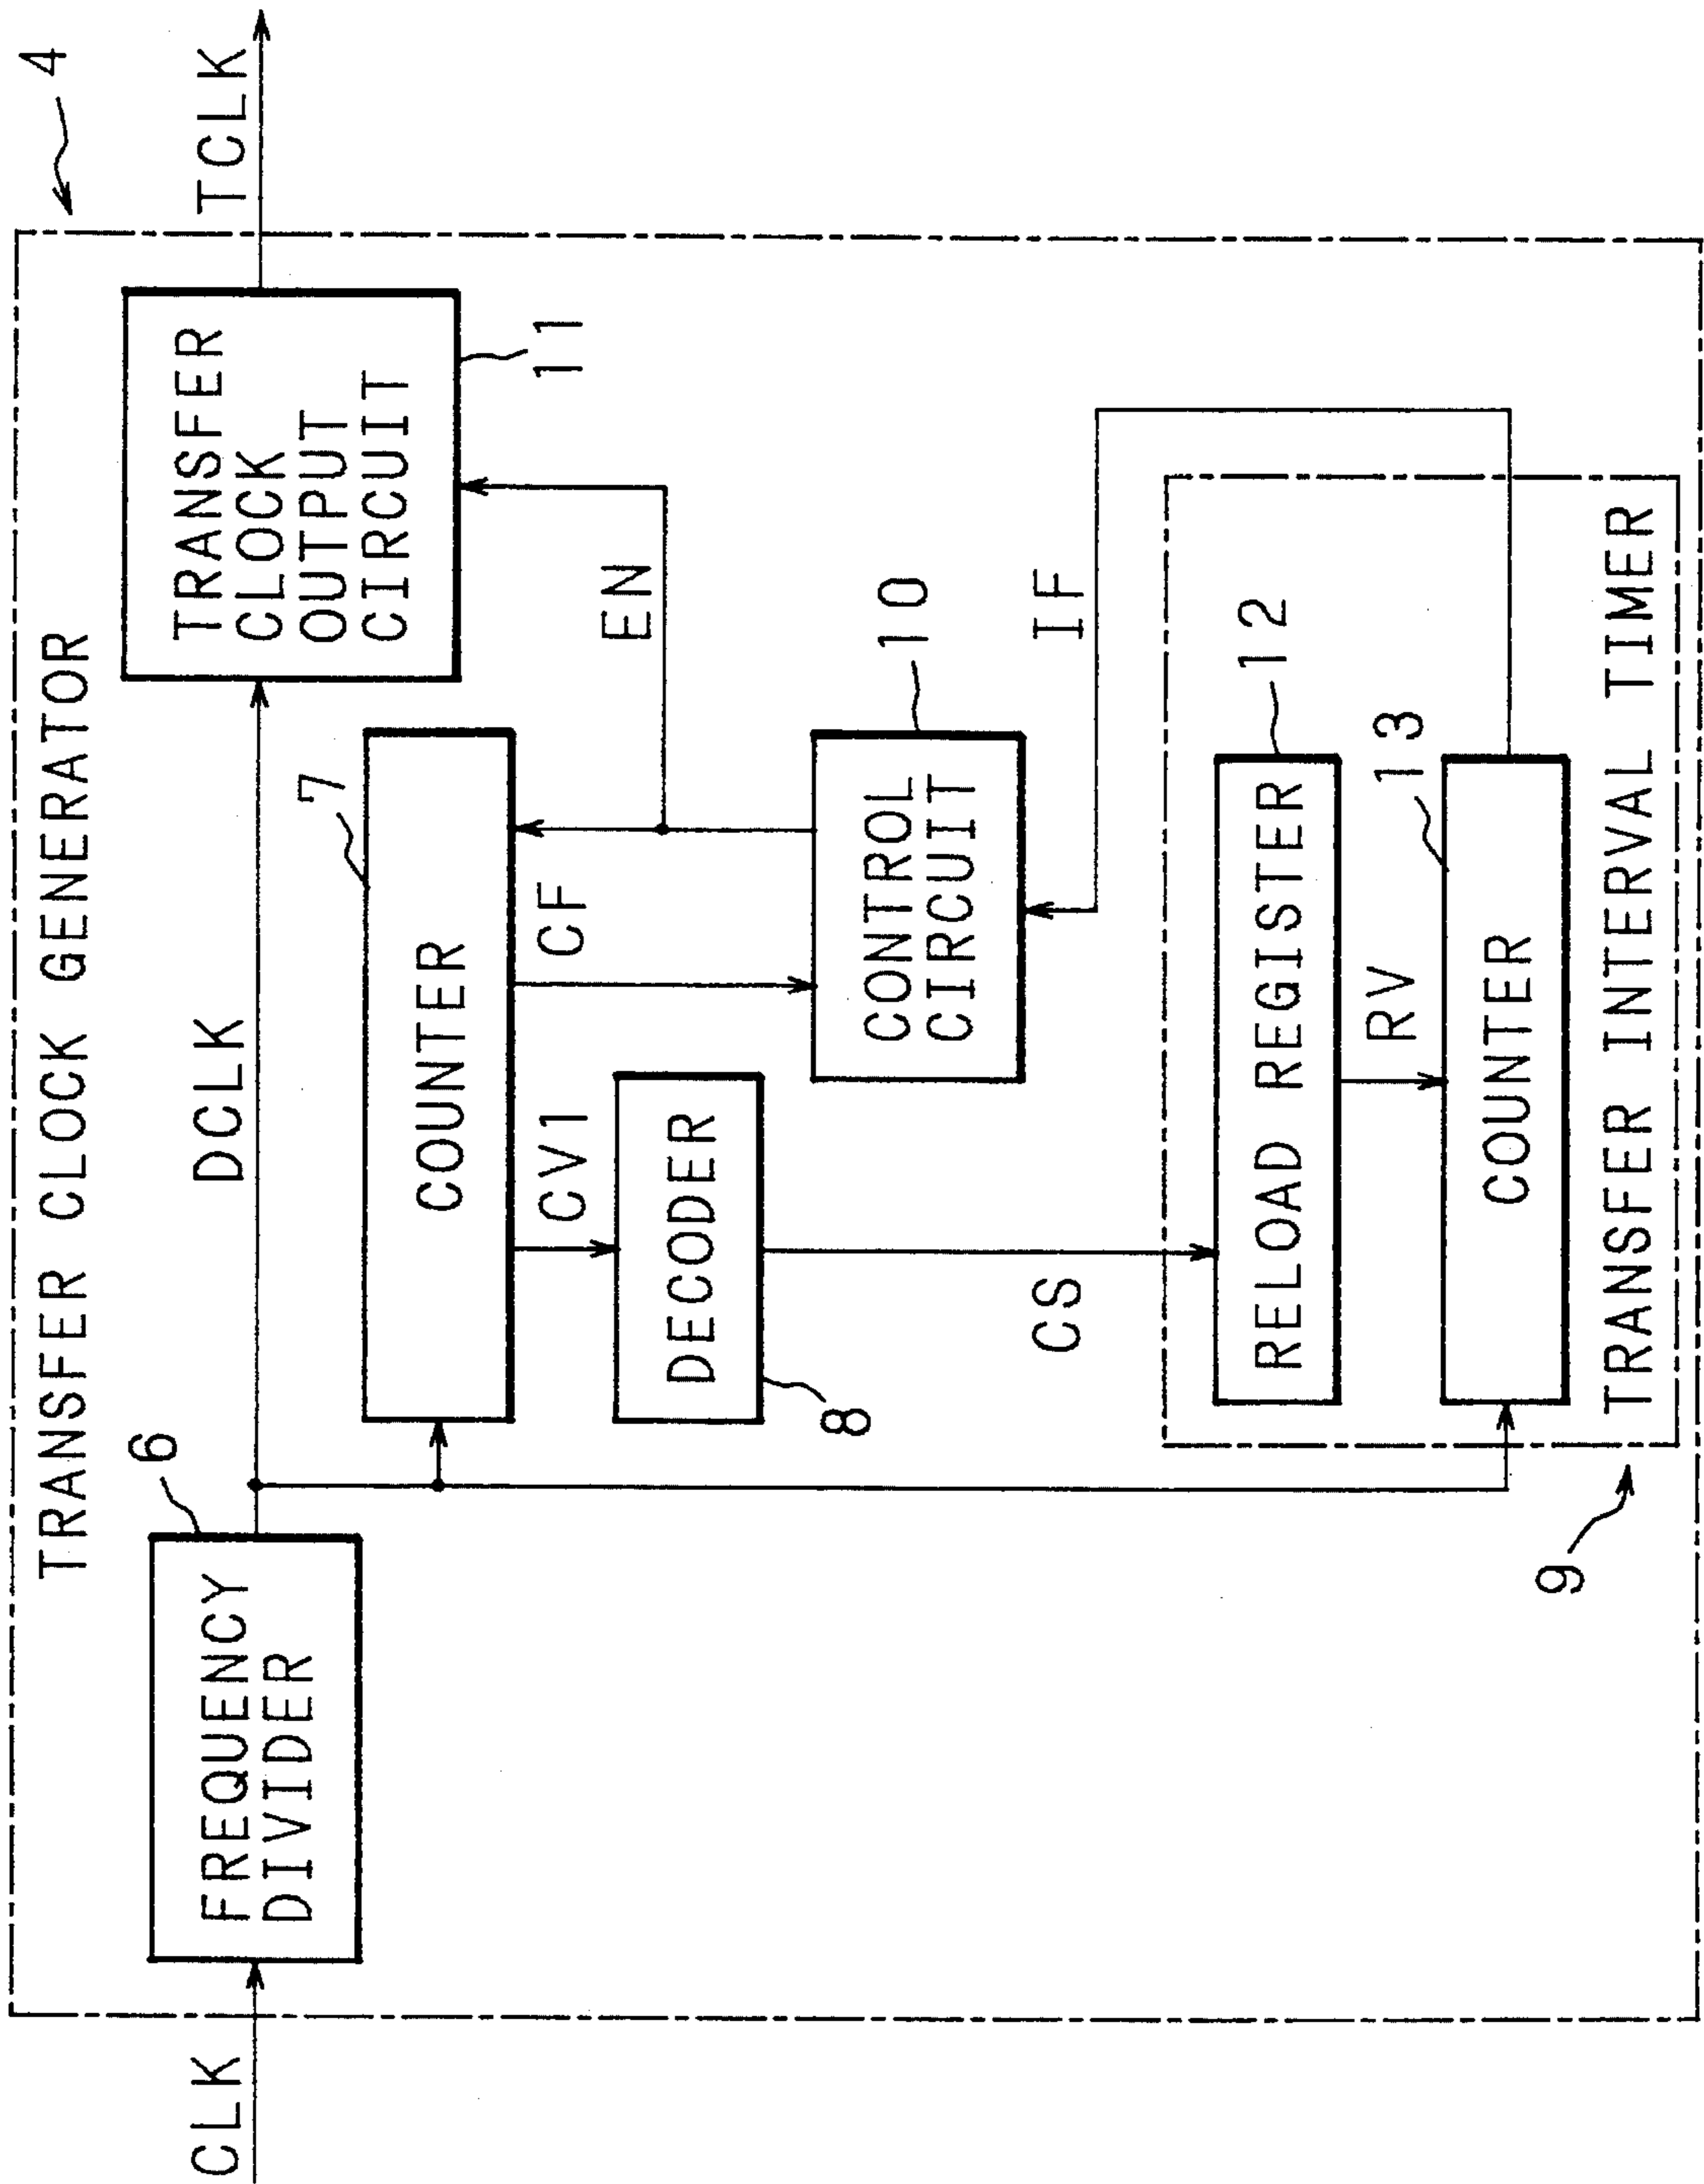 4
TRANSFER CLOCK GENERATOR
CLK
6
FREQUENCY
DIVIDER
DCLK
TRANSFER
CLOCK
OUTPUT
CIRCUIT
11
TCLK
7
COUNTER
CV1
CF
EN
DECODER
8
CONTROL
CIRCUIT
10
CS
IF
RELOAD REGISTER
12
RV
13
COUNTER
9
TRANSFER INTERVAL TIMER